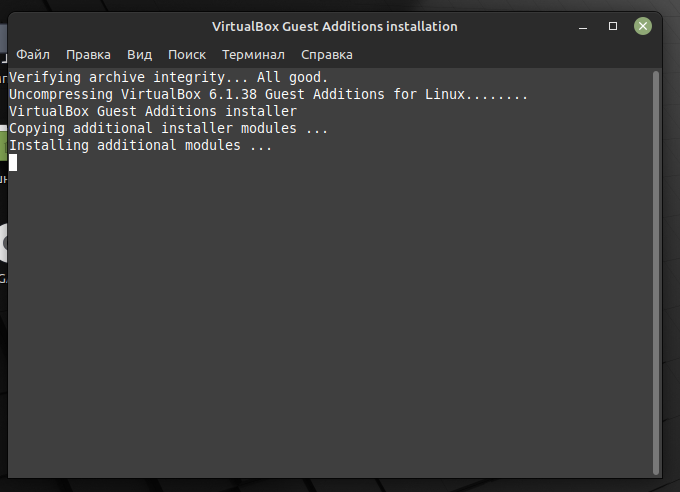 VirtualBox Guest Additions installation
Файл Правка Вид Поиск Терминал Справка
Verifying archive integrity... All good.
Uncompressing VirtualBox 6.1.38 Guest Additions for Linux........
VirtualBox Guest Additions installer
Copying additional installer modules ...
Installing additional modules ...